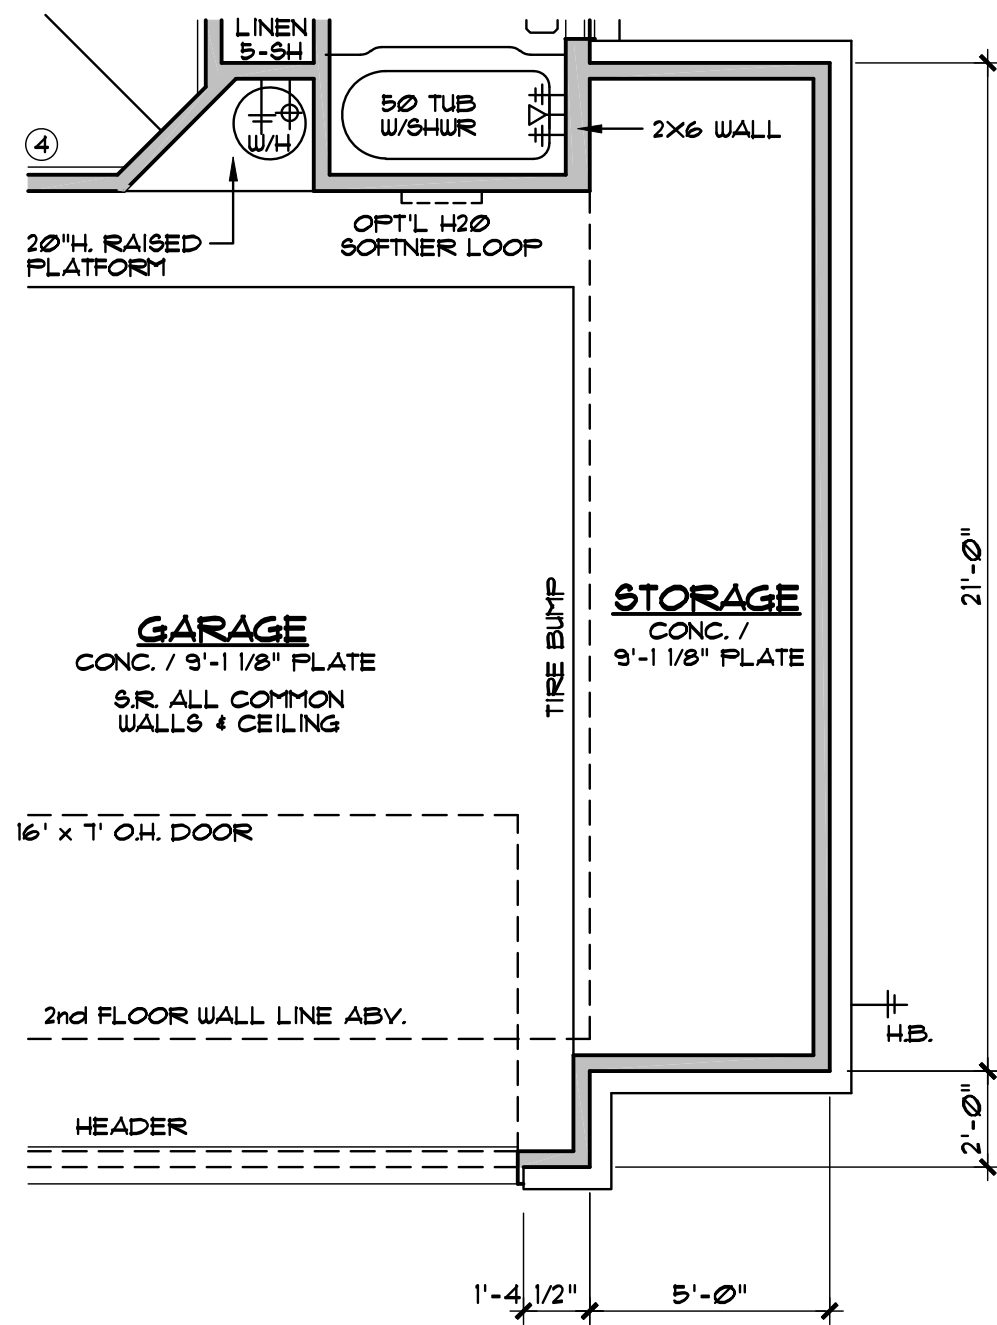 LINEN
5-SH
5Ø TUB
W/SHWR
2X6 WALL
W/H
4
OPT'L H2Ø
SOFTNER LOOP
2Ø"H. RAISED
PLATFORM
21'-Ø"
TIRE BUMP
STORAGE
CONC. /
9'-1 1/8" PLATE
GARAGE
CONC. / 9'-1 1/8" PLATE
S.R. ALL COMMON
WALLS & CEILING
16' x 7' O.H. DOOR
2nd FLOOR WALL LINE ABV.
H.B.
HEADER
2'-Ø"
1'-4 1/2"
5'-Ø"